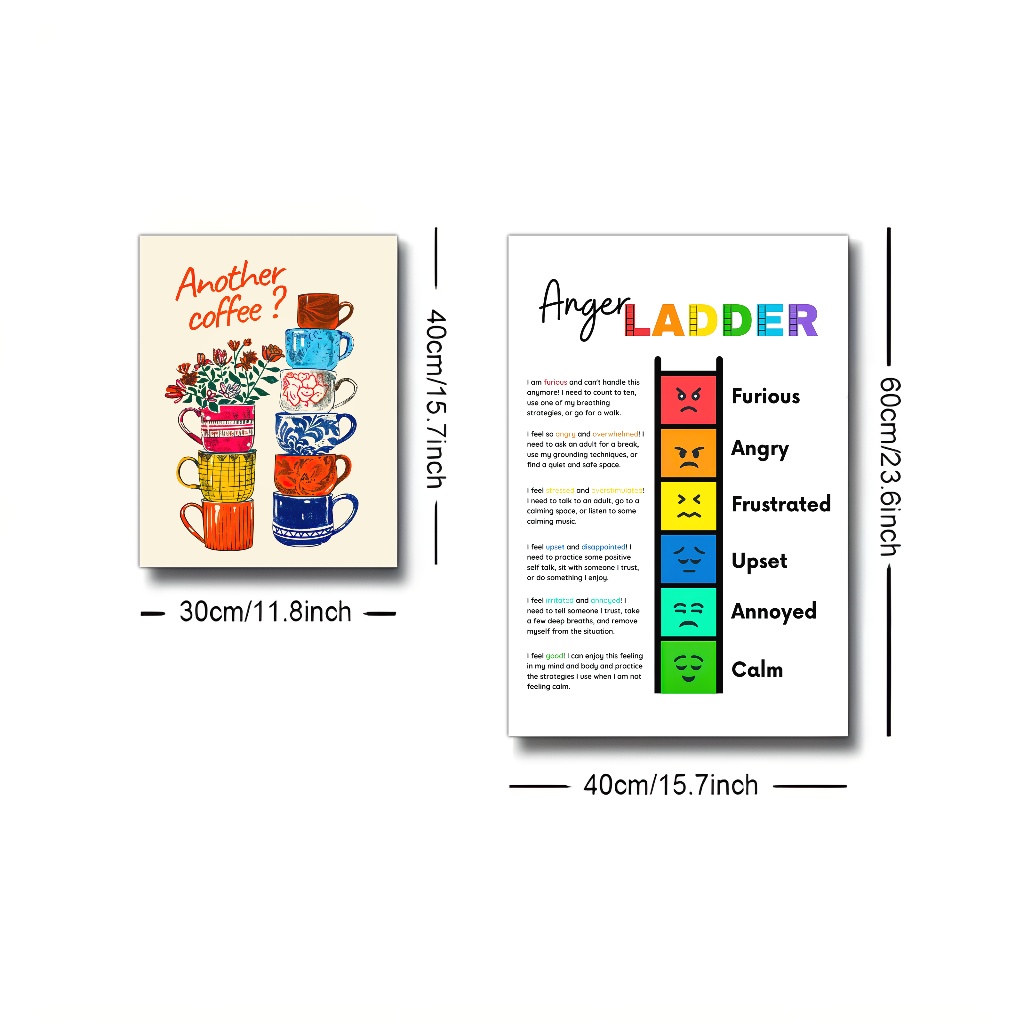 Another
coffee ?
40cm/15.7inch
30cm/11.8inch
Anger LADDER
I am furious and can't handle this
anymore! I need to count to ten,
use one of my breathing
strategies, or go for a walk.
Furious
I feel so angry and overwhelmed! I
need to ask an adult for a break,
use my grounding techniques, or
find a quiet and safe space.
Angry
I feel stressed and overstimulated!
I need to talk to an adult, go to a
calming space, or listen to some
calming music.
Frustrated
I feel upset and disappointed! I
need to practice some positive
self talk, sit with someone I trust,
or do something I enjoy.
Upset
I feel irritated and annoyed! I
need to tell someone I trust, take
a few deep breaths, and remove
myself from the situation.
Annoyed
I feel good! I can enjoy this feeling
in my mind and body and practice
the strategies I use when I am not
feeling calm.
Calm
60cm/23.6inch
40cm/15.7inch